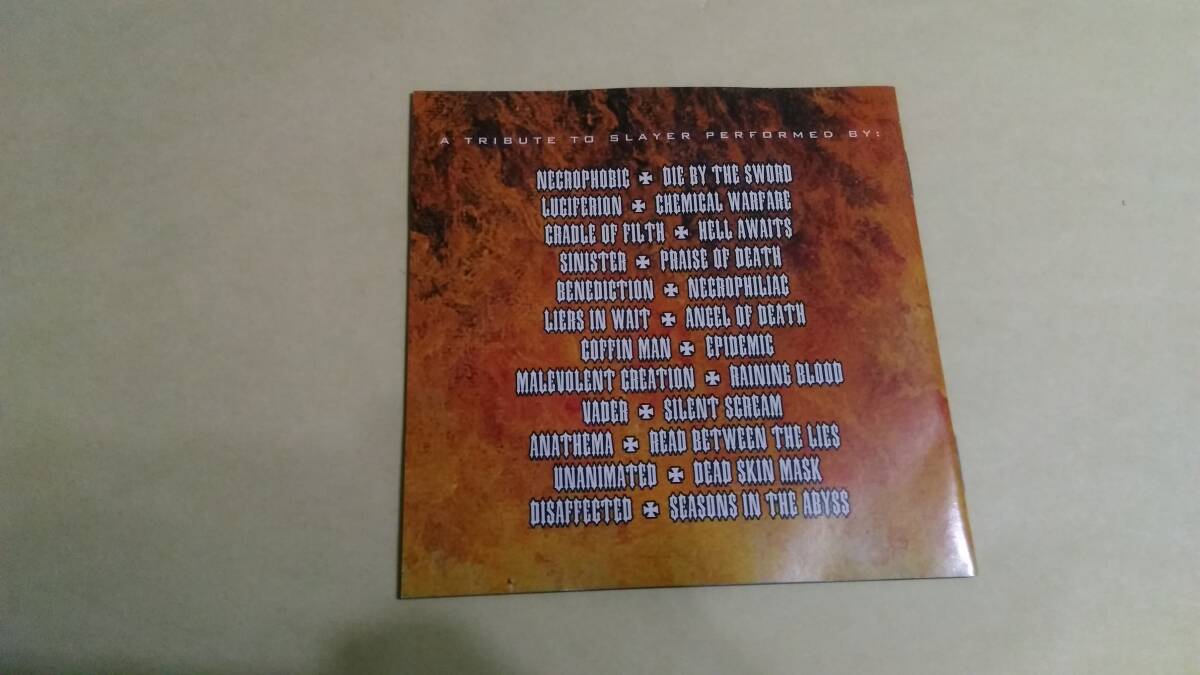 A TRIBUTE TO SLAYER PERFORMED BY:
NECROPHOBIC ✠ DIE BY THE SWORD
LUCIFERION ✠ CHEMICAL WARFARE
CRADLE OF FILTH ✠ HELL AWAITS
SINISTER ✠ PRAISE OF DEATH
BENEDICTION ✠ NECROPHILIAC
LIERS IN WAIT ✠ ANGEL OF DEATH
COFFIN MAN ✠ EPIDEMIC
MALEVOLENT CREATION ✠ RAINING BLOOD
VADER ✠ SILENT SCREAM
ANATHEMA ✠ READ BETWEEN THE LIES
UNANIMATED ✠ DEAD SKIN MASK
DISAFFECTED ✠ SEASONS IN THE ABYSS